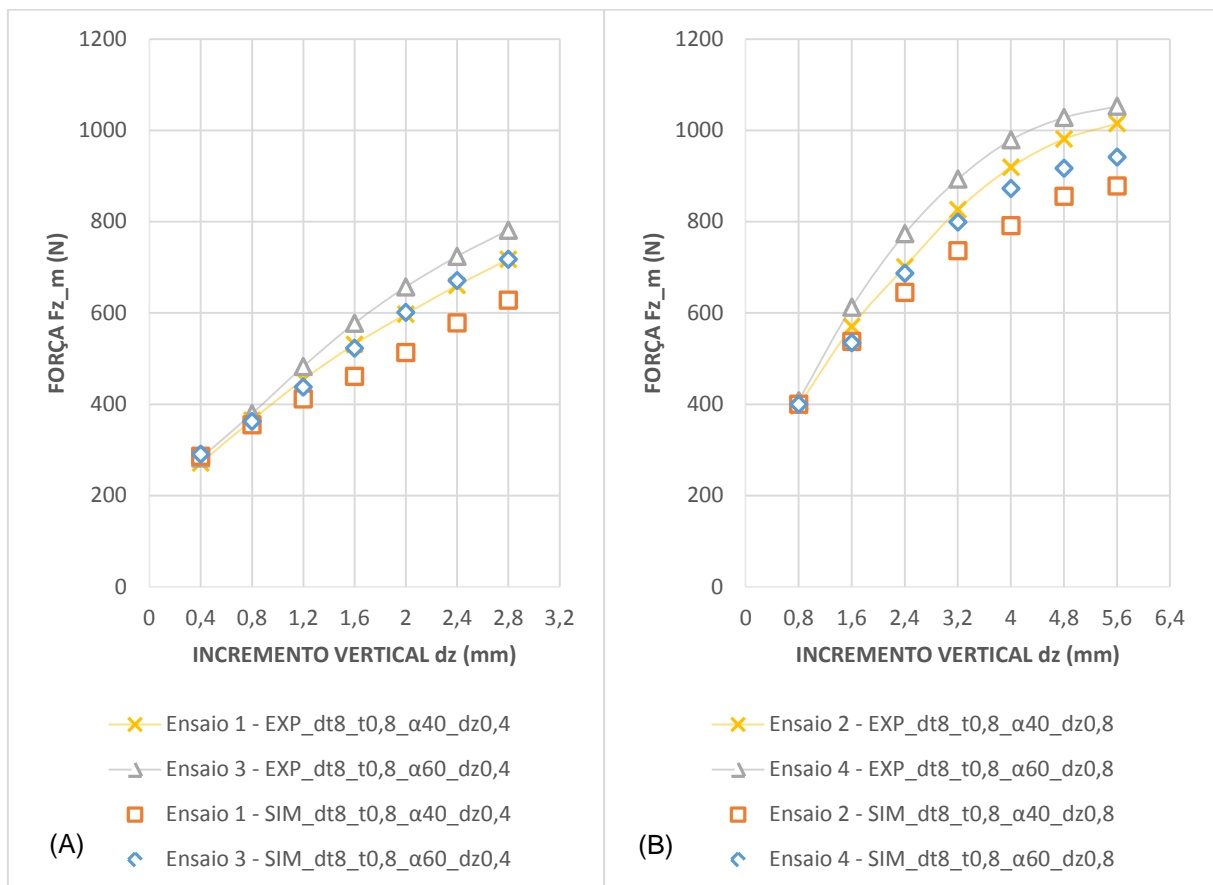 1200
1000
800
600
400
200
0
FORÇA Fz_m (N)
0 0,4 0,8 1,2 1,6 2 2,4 2,8 3,2
INCREMENTO VERTICAL dz (mm)
Ensaio 1 - EXP_dt8_t0,8_α40_dz0,4
Ensaio 3 - EXP_dt8_t0,8_α60_dz0,4
Ensaio 1 - SIM_dt8_t0,8_α40_dz0,4
Ensaio 3 - SIM_dt8_t0,8_α60_dz0,4
(A)
1200
1000
800
600
400
200
0
FORÇA Fz_m (N)
0 0,8 1,6 2,4 3,2 4 4,8 5,6 6,4
INCREMENTO VERTICAL dz (mm)
Ensaio 2 - EXP_dt8_t0,8_α40_dz0,8
Ensaio 4 - EXP_dt8_t0,8_α60_dz0,8
Ensaio 2 - SIM_dt8_t0,8_α40_dz0,8
Ensaio 4 - SIM_dt8_t0,8_α60_dz0,8
(B)